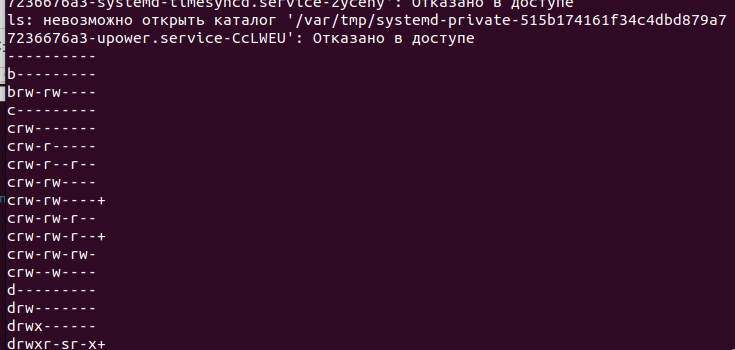 7236676a3-systemd-timesyncd.service-zyceny': Отказано в доступе
ls: невозможно открыть каталог '/var/tmp/systemd-private-515b174161f34c4dbd879a7
7236676a3-upower.service-CcLWEU': Отказано в доступе
----------
b---------
brw-rw----
c---------
crw-------
crw-r-----
crw-r--r--
crw-rw----
crw-rw----+
crw-rw-r--
crw-rw-r--+
crw-rw-rw-
crw--w----
d---------
drw-------
drwx------
drwxr-sr-x+